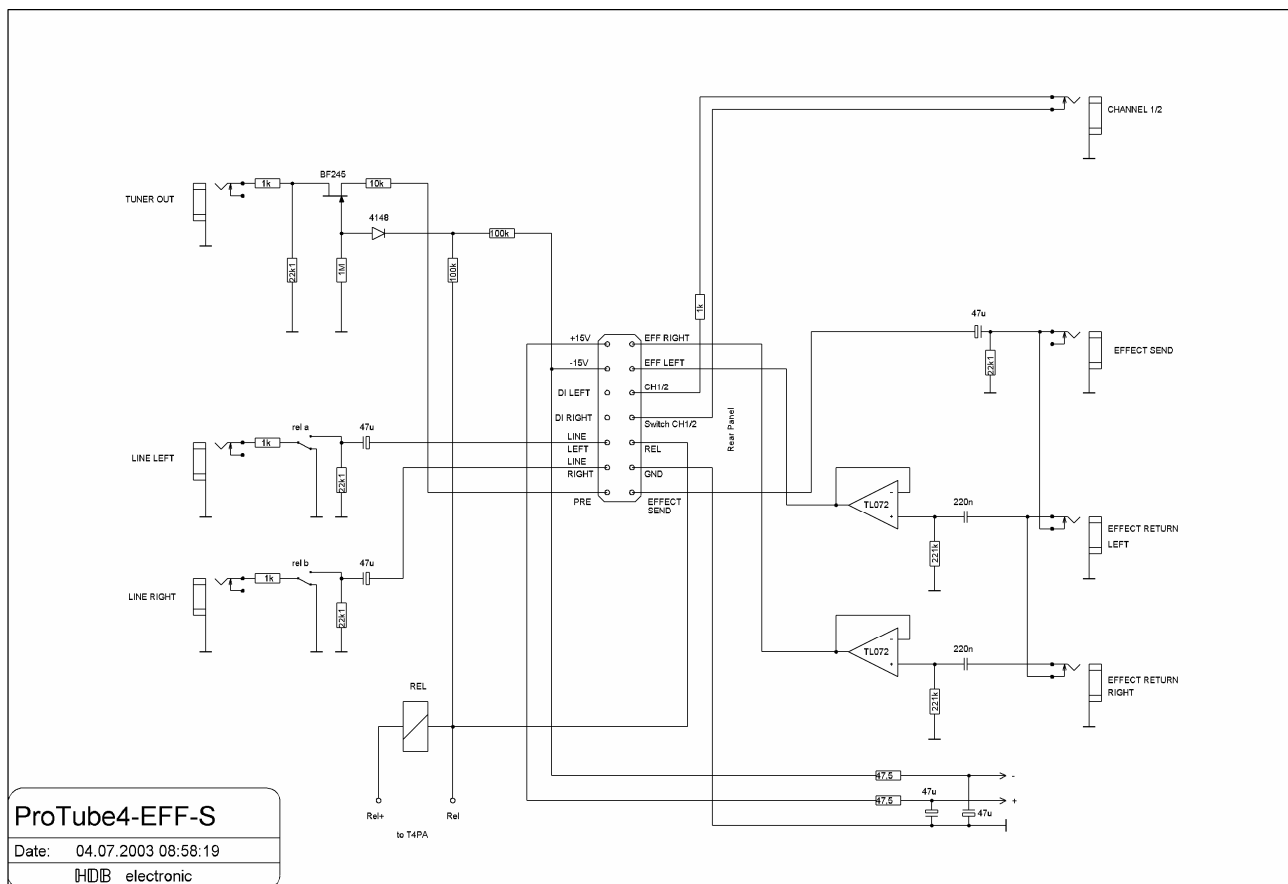 CHANNEL 1/2
BF245
1k
10k
TUNER OUT
4148
100k
22k1
1M
100k
1k
47u
+15V
EFF RIGHT
EFFECT SEND
22k1
-15V
EFF LEFT
DI LEFT
CH1/2
DI RIGHT
Switch CH1/2
Rear Panel
rel a
47u
LINE
LEFT
REL
1k
LINE LEFT
LINE
RIGHT
GND
22k1
PRE
EFFECT
SEND
TL072
-
+
220n
EFFECT RETURN
LEFT
221k
rel b
47u
1k
LINE RIGHT
22k1
TL072
-
+
220n
EFFECT RETURN
RIGHT
221k
REL
47,5
-
47u
47,5
+
47u
Rel+
Rel
to T4PA
ProTube4-EFF-S
Date: 04.07.2003 08:58:19
HDB electronic